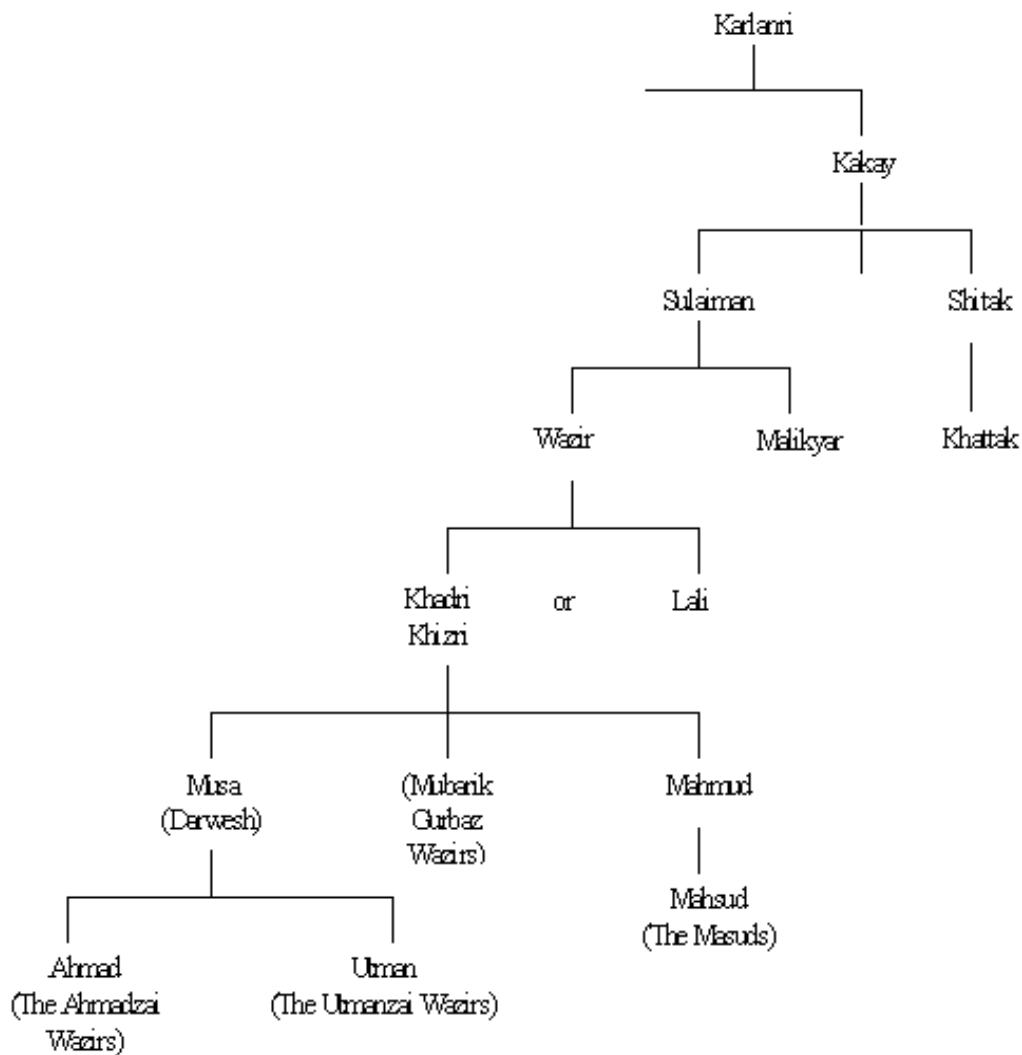 Karlanri
Kakay
Sulaiman Shitak
Wazir Malikyar Khattak
Khadri or Lali
Khizri
Musa
(Darwesh)
(Mubarik
Gurbaz
Wazirs)
Mahmud
Mahsud
(The Masuds)
Ahmad
(The Ahmadzai
Wazirs)
Utman
(The Utmanzai Wazirs)